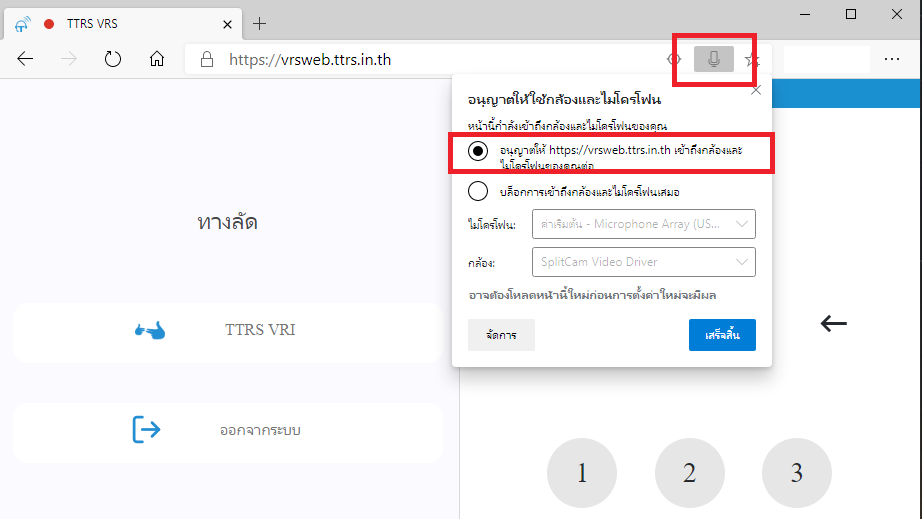 TTRS VRS
https://vrsweb.ttrs.in.th
อนุญาตให้ใช้กล้องและไมโครโฟน
หน้านี้กำลังเข้าถึงกล้องและไมโครโฟนของคุณ
อนุญาตให้ https://vrsweb.ttrs.in.th เข้าถึงกล้องและ
ไมโครโฟนของคุณต่อ
บล็อกการเข้าถึงกล้องและไมโครโฟนเสมอ
ไมโครโฟน: ค่าเริ่มต้น - Microphone Array (US...
กล้อง: SplitCam Video Driver
อาจต้องโหลดหน้านี้ใหม่ก่อนการตั้งค่าใหม่จะมีผล
จัดการ เสร็จสิ้น
ทางลัด
TTRS VRI
ออกจากระบบ
1 2 3